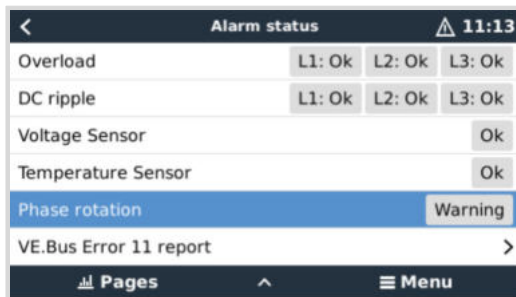 Alarm status 11:13
Overload L1: Ok L2: Ok L3: Ok
DC ripple L1: Ok L2: Ok L3: Ok
Voltage Sensor Ok
Temperature Sensor Ok
Phase rotation Warning
VE.Bus Error 11 report
Pages Menu